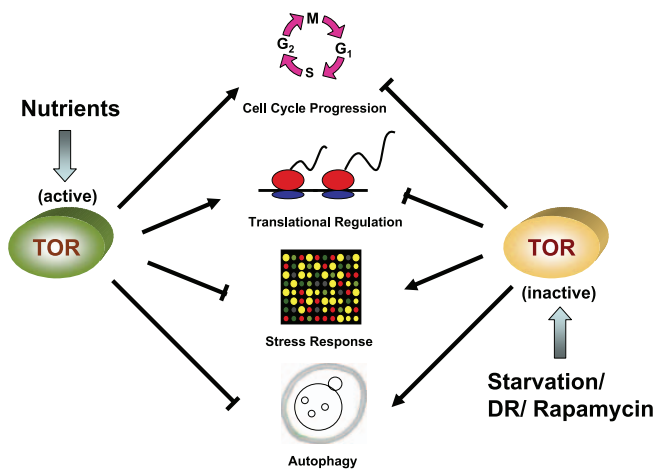 M
G2
G1
S
Cell Cycle Progression
Nutrients
(active)
TOR
Translational Regulation
TOR
(inactive)
Stress Response
Starvation/
DR/ Rapamycin
Autophagy